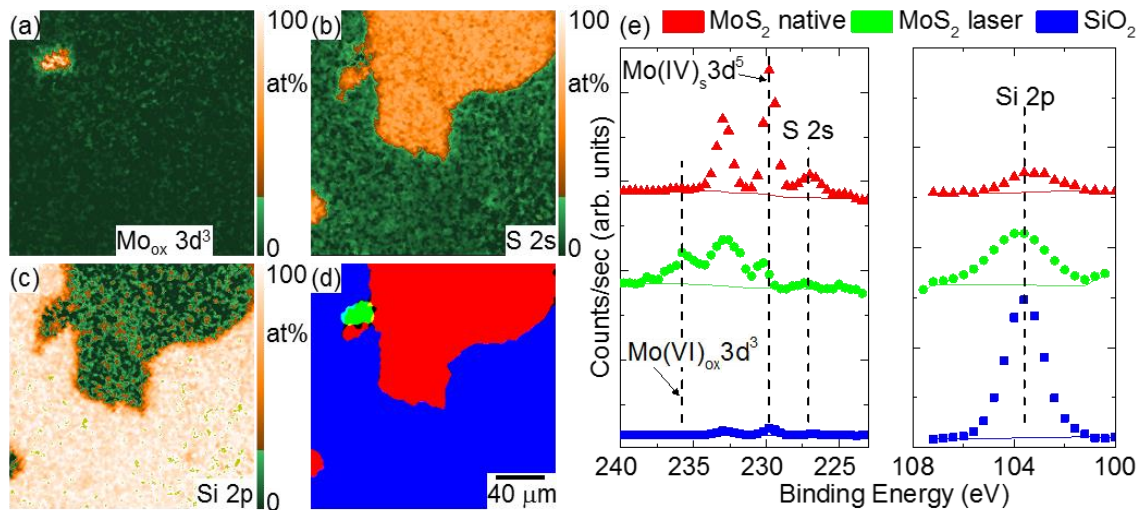 (a)
100
at%
0
Mo_ox 3d³
(b)
100
at%
0
S 2s
(c)
100
at%
0
Si 2p
(d)
40 μm
(e)
MoS₂ native
MoS₂ laser
SiO₂
Mo(IV)ₛ3d⁵
S 2s
Mo(VI)_ox3d³
Si 2p
Counts/sec (arb. units)
240 235 230 225
108 104 100
Binding Energy (eV)